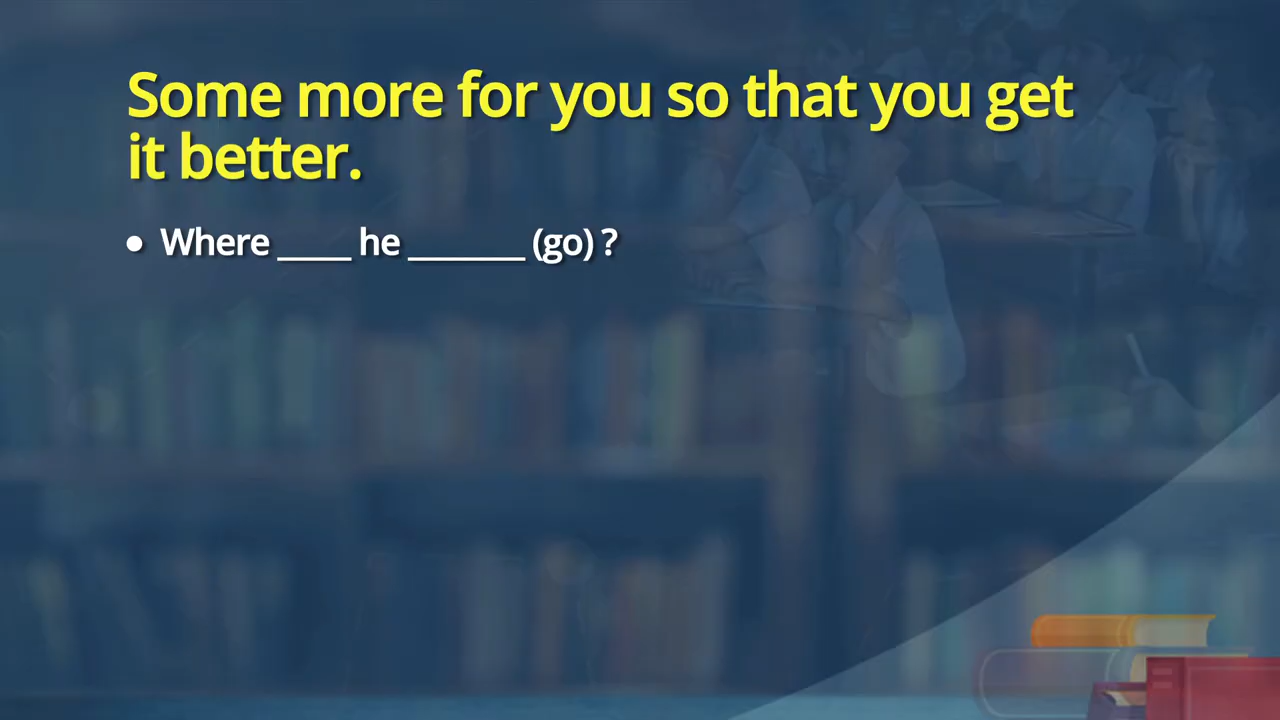 Some more for you so that you get
it better.
● Where _____ he ________ (go) ?